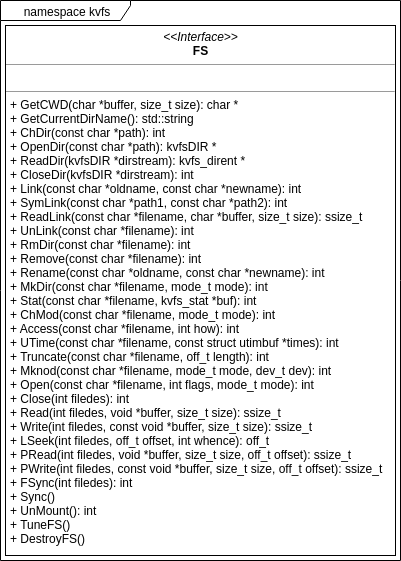 namespace kvfs
<<Interface>>
FS
+ GetCWD(char *buffer, size_t size): char *
+ GetCurrentDirName(): std::string
+ ChDir(const char *path): int
+ OpenDir(const char *path): kvfsDIR *
+ ReadDir(kvfsDIR *dirstream): kvfs_dirent *
+ CloseDir(kvfsDIR *dirstream): int
+ Link(const char *oldname, const char *newname): int
+ SymLink(const char *path1, const char *path2): int
+ ReadLink(const char *filename, char *buffer, size_t size): ssize_t
+ UnLink(const char *filename): int
+ RmDir(const char *filename): int
+ Remove(const char *filename): int
+ Rename(const char *oldname, const char *newname): int
+ MkDir(const char *filename, mode_t mode): int
+ Stat(const char *filename, kvfs_stat *buf): int
+ ChMod(const char *filename, mode_t mode): int
+ Access(const char *filename, int how): int
+ UTime(const char *filename, const struct utimbuf *times): int
+ Truncate(const char *filename, off_t length): int
+ Mknod(const char *filename, mode_t mode, dev_t dev): int
+ Open(const char *filename, int flags, mode_t mode): int
+ Close(int filedes): int
+ Read(int filedes, void *buffer, size_t size): ssize_t
+ Write(int filedes, const void *buffer, size_t size): ssize_t
+ LSeek(int filedes, off_t offset, int whence): off_t
+ PRead(int filedes, void *buffer, size_t size, off_t offset): ssize_t
+ PWrite(int filedes, const void *buffer, size_t size, off_t offset): ssize_t
+ FSync(int filedes): int
+ Sync()
+ UnMount(): int
+ TuneFS()
+ DestroyFS()